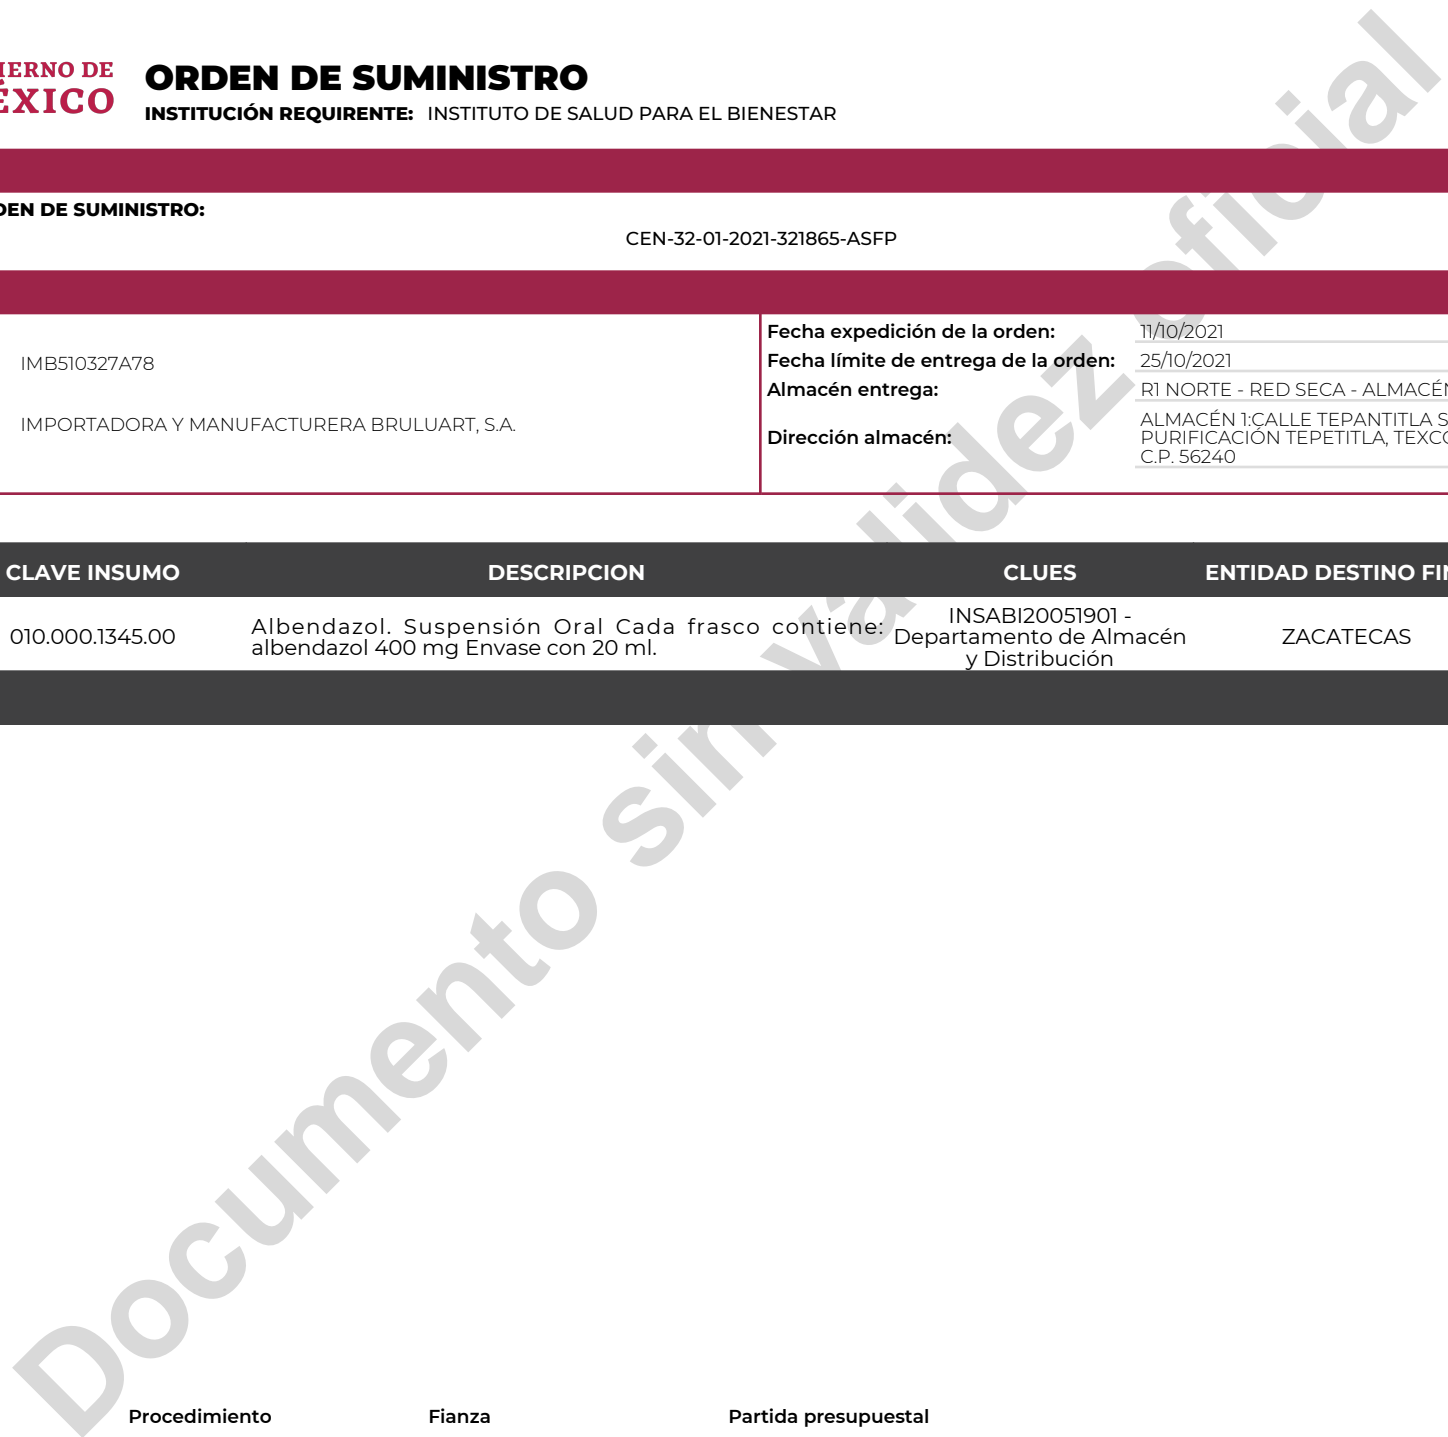 IERNO DE
ÉXICO
ORDEN DE SUMINISTRO
INSTITUCIÓN REQUIRENTE: INSTITUTO DE SALUD PARA EL BIENESTAR
DEN DE SUMINISTRO:
CEN-32-01-2021-321865-ASFP
IMB510327A78
IMPORTADORA Y MANUFACTURERA BRULUART, S.A.
Fecha expedición de la orden: 11/10/2021
Fecha límite de entrega de la orden: 25/10/2021
Almacén entrega: R1 NORTE - RED SECA - ALMACÉN
Dirección almacén:
ALMACÉN 1:CALLE TEPANTITLA S
PURIFICACIÓN TEPETITLA, TEXCO
C.P. 56240
CLAVE INSUMO DESCRIPCION CLUES ENTIDAD DESTINO FIN
010.000.1345.00
Albendazol. Suspensión Oral Cada frasco contiene:
albendazol 400 mg Envase con 20 ml.
INSABI20051901 -
Departamento de Almacén
y Distribución
ZACATECAS
Documento sin validez oficial
Procedimiento Fianza Partida presupuestal